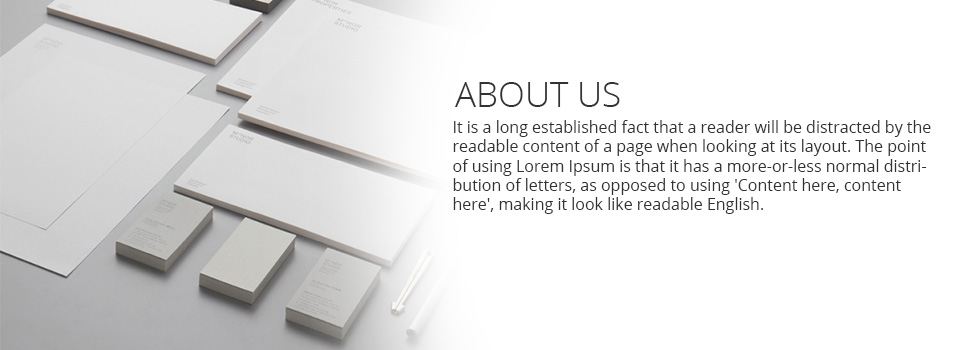 ABOUT US
It is a long established fact that a reader will be distracted by the
readable content of a page when looking at its layout. The point
of using Lorem Ipsum is that it has a more-or-less normal distri-
bution of letters, as opposed to using 'Content here, content
here', making it look like readable English.